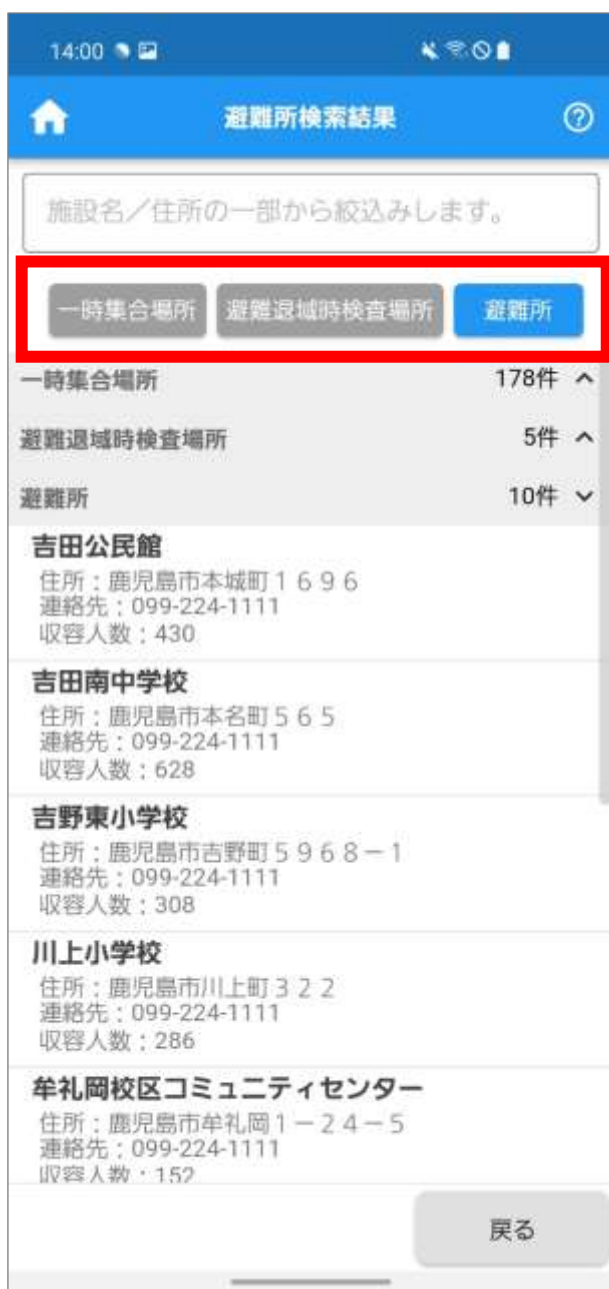 14:00
避難所検索結果
施設名／住所の一部から絞込みします。
一時集合場所 避難退域時検査場所 避難所
一時集合場所 178件
避難退域時検査場所 5件
避難所 10件
吉田公民館
住所：鹿児島市本城町１６９６
連絡先：099-224-1111
収容人数：430
吉田南中学校
住所：鹿児島市本名町５６５
連絡先：099-224-1111
収容人数：628
吉野東小学校
住所：鹿児島市吉野町５９６８－１
連絡先：099-224-1111
収容人数：308
川上小学校
住所：鹿児島市川上町３２２
連絡先：099-224-1111
収容人数：286
牟礼岡校区コミュニティセンター
住所：鹿児島市牟礼岡１－２４－５
連絡先：099-224-1111
収容人数：152
戻る